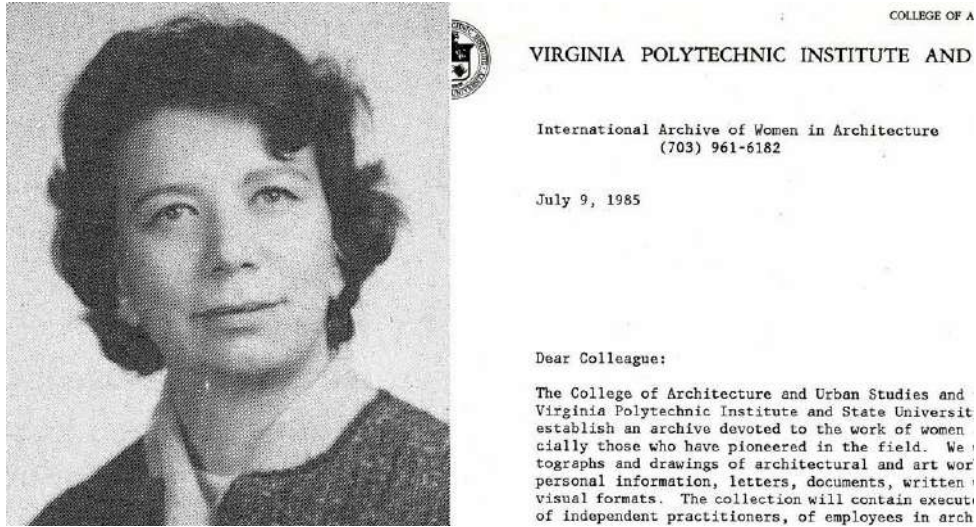 COLLEGE OF A
VIRGINIA POLYTECHNIC INSTITUTE AND
International Archive of Women in Architecture
(703) 961-6182
July 9, 1985
Dear Colleague:
The College of Architecture and Urban Studies and
Virginia Polytechnic Institute and State Universit
establish an archive devoted to the work of women
cially those who have pioneered in the field. We
tographs and drawings of architectural and art wor
personal information, letters, documents, written
visual formats. The collection will contain execute
of independent practitioners, of employees in arch